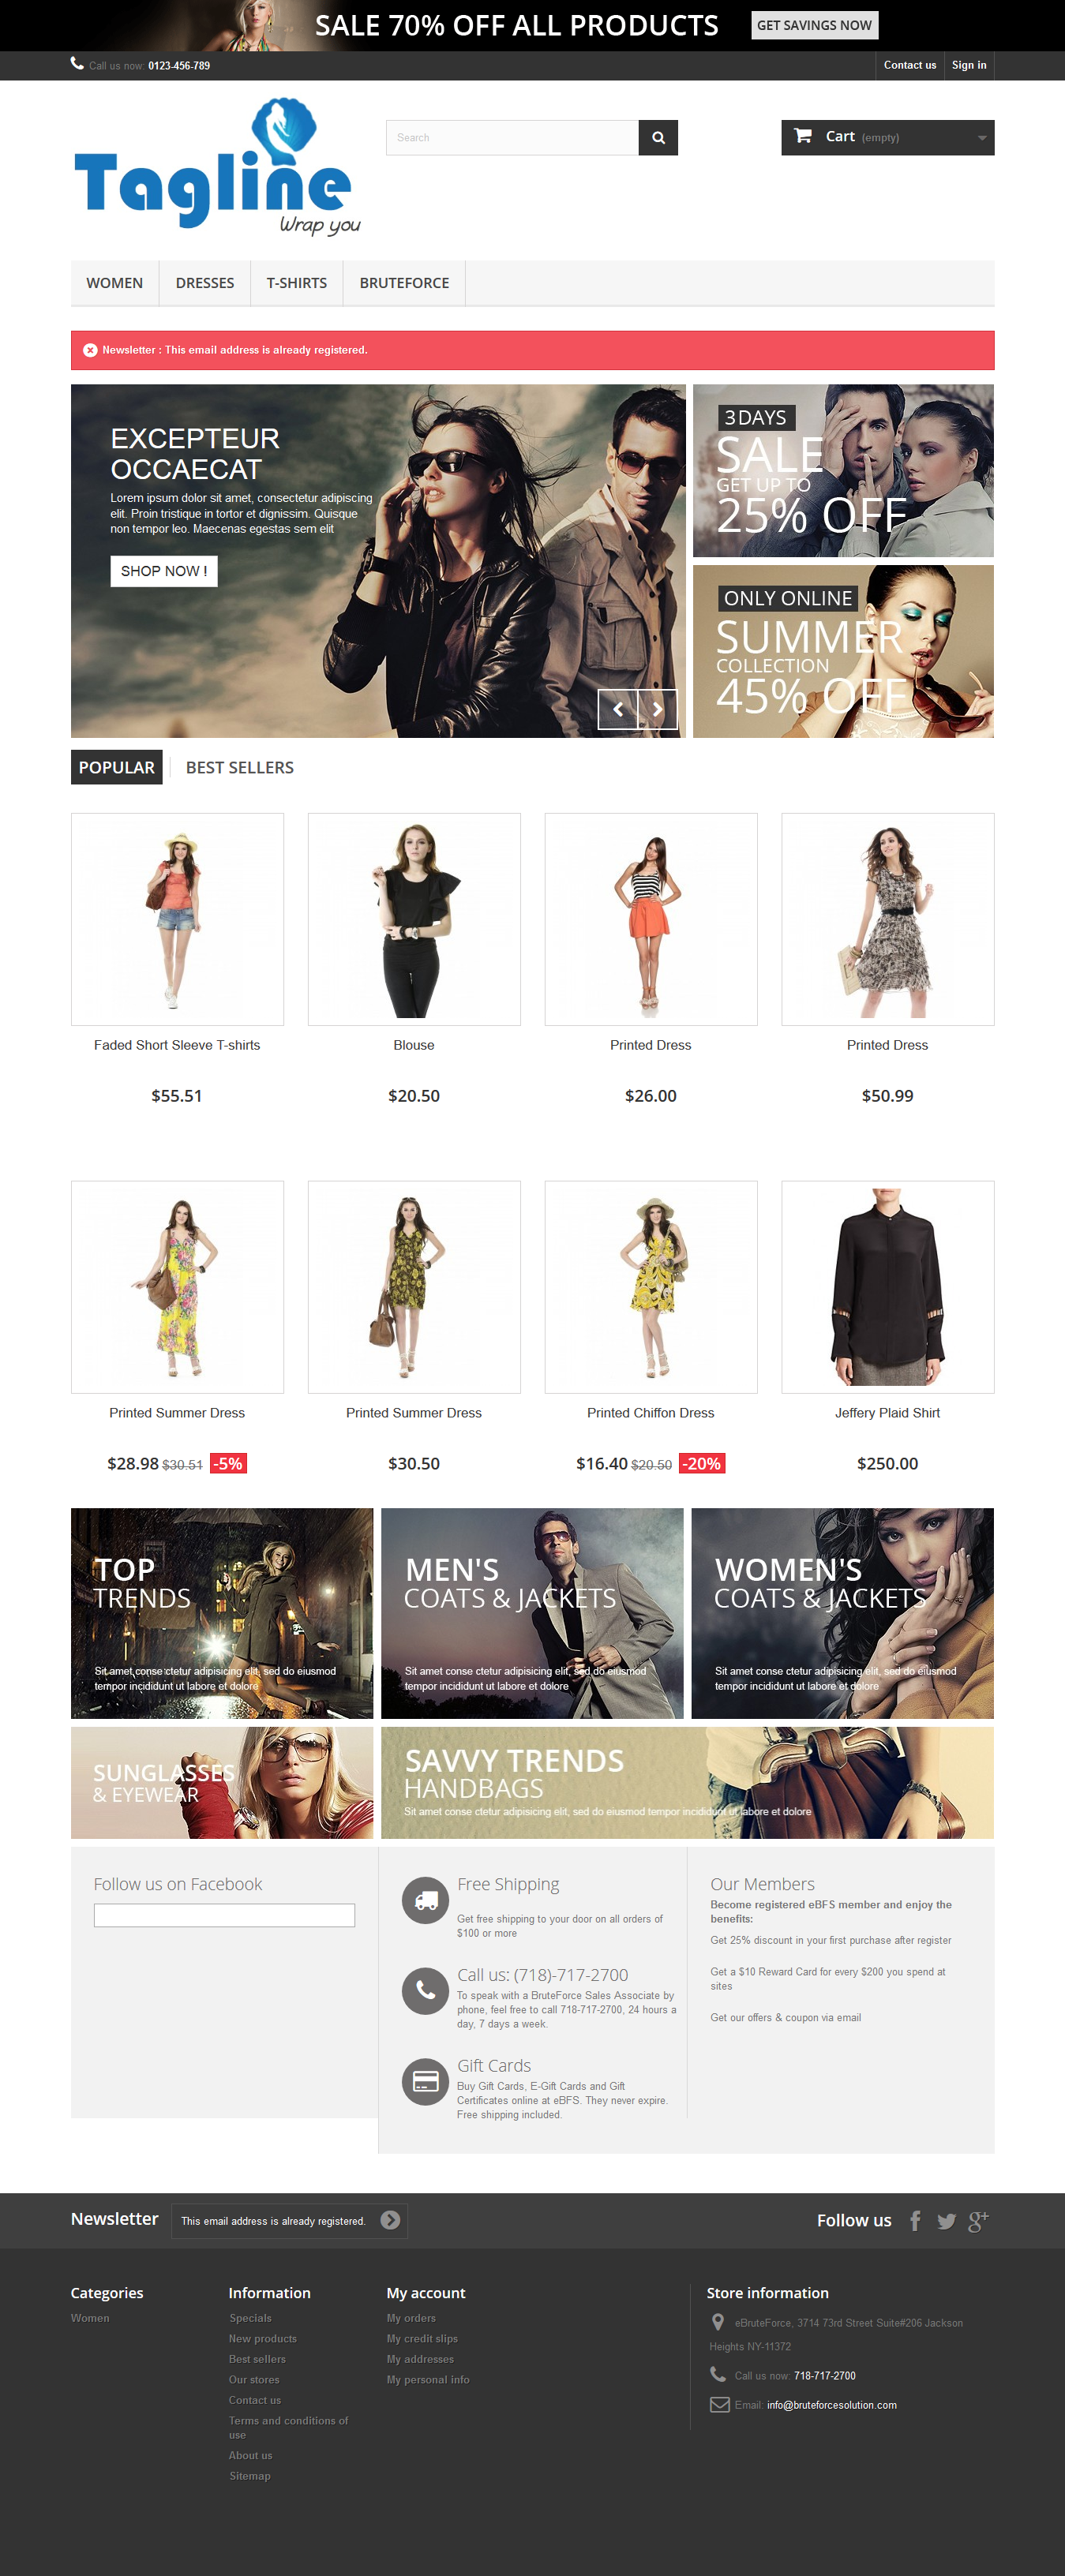 SALE 70% OFF ALL PRODUCTS
GET SAVINGS NOW
Call us now: 0123-456-789
Contact us
Sign in
Tagline
Wrap you
Search
Cart (empty)
WOMEN
DRESSES
T-SHIRTS
BRUTEFORCE
Newsletter : This email address is already registered.
EXCEPTEUR
OCCAECAT
Lorem ipsum dolor sit amet, consectetur adipiscing
elit. Proin tristique in tortor et dignissim. Quisque
non tempor leo. Maecenas egestas sem elit
SHOP NOW !
3 DAYS
SALE
GET UP TO
25% OFF
ONLY ONLINE
SUMMER
COLLECTION
45% OFF
POPULAR
BEST SELLERS
Faded Short Sleeve T-shirts
$55.51
Blouse
$20.50
Printed Dress
$26.00
Printed Dress
$50.99
Printed Summer Dress
$28.98 $30.51 -5%
Printed Summer Dress
$30.50
Printed Chiffon Dress
$16.40 $20.50 -20%
Jeffery Plaid Shirt
$250.00
TOP
TRENDS
Sit amet conse ctetur adipisicing elit, sed do eiusmod
tempor incididunt ut labore et dolore
MEN'S
COATS & JACKETS
Sit amet conse ctetur adipisicing elit, sed do eiusmod
tempor incididunt ut labore et dolore
WOMEN'S
COATS & JACKETS
Sit amet conse ctetur adipisicing elit, sed do eiusmod
tempor incididunt ut labore et dolore
SUNGLASSES
& EYEWEAR
SAVVY TRENDS
HANDBAGS
Sit amet conse ctetur adipisicing elit, sed do eiusmod tempor incididunt ut labore et dolore
Follow us on Facebook
Free Shipping
Get free shipping to your door on all orders of
$100 or more
Call us: (718)-717-2700
To speak with a BruteForce Sales Associate by
phone, feel free to call 718-717-2700, 24 hours a
day, 7 days a week.
Gift Cards
Buy Gift Cards, E-Gift Cards and Gift
Certificates online at eBFS. They never expire.
Free shipping included.
Our Members
Become registered eBFS member and enjoy the
benefits:
Get 25% discount in your first purchase after register
Get a $10 Reward Card for every $200 you spend at
sites
Get our offers & coupon via email
Newsletter
This email address is already registered.
Follow us
Categories
Women
Information
Specials
New products
Best sellers
Our stores
Contact us
Terms and conditions of
use
About us
Sitemap
My account
My orders
My credit slips
My addresses
My personal info
Store information
eBruteForce, 3714 73rd Street Suite#206 Jackson
Heights NY-11372
Call us now: 718-717-2700
Email: info@bruteforcesolution.com